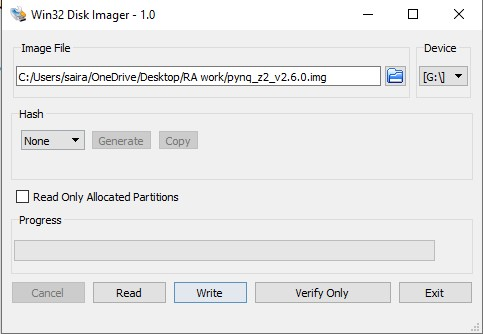 Win32 Disk Imager - 1.0
Image File
Device
C:/Users/saira/OneDrive/Desktop/RA work/pynq_z2_v2.6.0.img
[G:\]
Hash
None
Generate
Copy
Read Only Allocated Partitions
Progress
Cancel
Read
Write
Verify Only
Exit